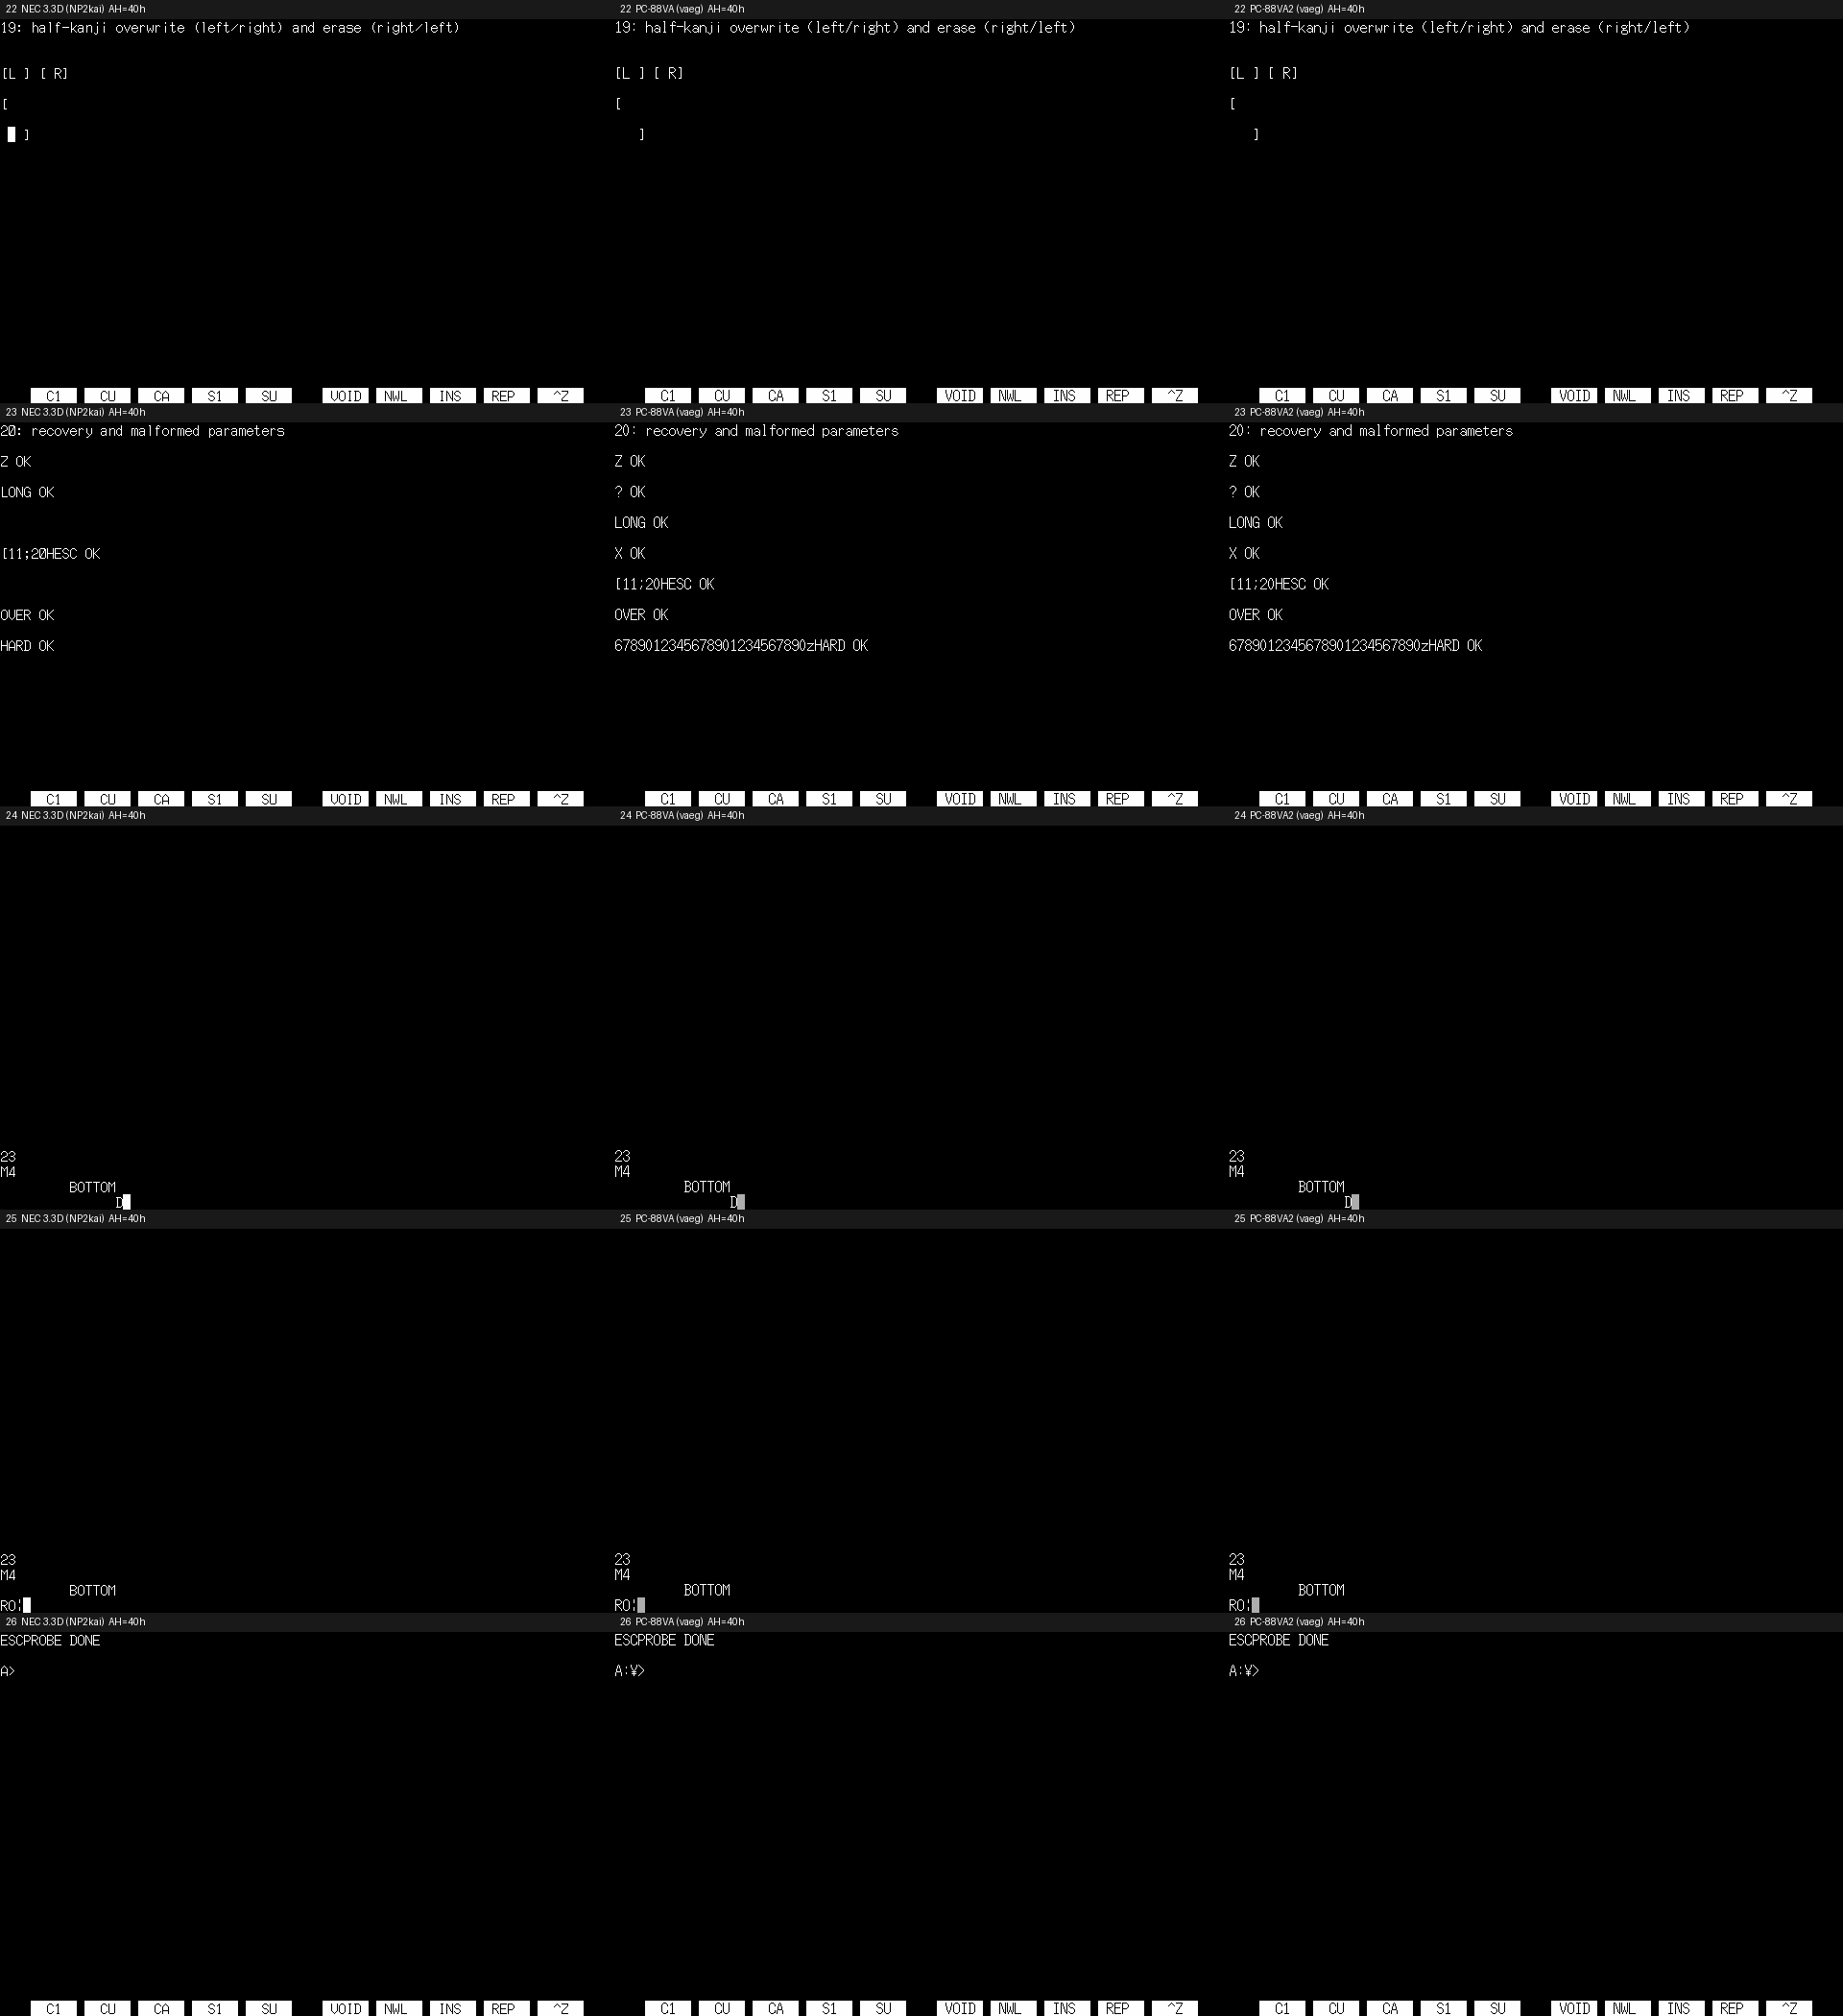 22 NEC 3.3D (NP2kai) AH=40h 22 PC-88VA (vaeg) AH=40h 22 PC-88VA2 (vaeg) AH=40h
19: half-kanji overwrite (left/right) and erase (right/left) 19: half-kanji overwrite (left/right) and erase (right/left) 19: half-kanji overwrite (left/right) and erase (right/left)
[L ] [ R] [L ] [ R] [L ] [ R]
[ [ [
] ] ]
C1 CU CA S1 SU VOID NWL INS REP ^Z C1 CU CA S1 SU VOID NWL INS REP ^Z C1 CU CA S1 SU VOID NWL INS REP ^Z
23 NEC 3.3D (NP2kai) AH=40h 23 PC-88VA (vaeg) AH=40h 23 PC-88VA2 (vaeg) AH=40h
20: recovery and malformed parameters 20: recovery and malformed parameters 20: recovery and malformed parameters
Z OK Z OK Z OK
LONG OK ? OK ? OK
LONG OK LONG OK
[11;20HESC OK X OK X OK
[11;20HESC OK [11;20HESC OK
OVER OK OVER OK OVER OK
HARD OK 6789012345678901234567890zHARD OK 6789012345678901234567890zHARD OK
C1 CU CA S1 SU VOID NWL INS REP ^Z C1 CU CA S1 SU VOID NWL INS REP ^Z C1 CU CA S1 SU VOID NWL INS REP ^Z
24 NEC 3.3D (NP2kai) AH=40h 24 PC-88VA (vaeg) AH=40h 24 PC-88VA2 (vaeg) AH=40h
23 23 23
M4 M4 M4
BOTTOM BOTTOM BOTTOM
D D D
25 NEC 3.3D (NP2kai) AH=40h 25 PC-88VA (vaeg) AH=40h 25 PC-88VA2 (vaeg) AH=40h
23 23 23
M4 M4 M4
BOTTOM BOTTOM BOTTOM
RO¦ RO¦ RO¦
26 NEC 3.3D (NP2kai) AH=40h 26 PC-88VA (vaeg) AH=40h 26 PC-88VA2 (vaeg) AH=40h
ESCPROBE DONE ESCPROBE DONE ESCPROBE DONE
A> A:¥> A:¥>
C1 CU CA S1 SU VOID NWL INS REP ^Z C1 CU CA S1 SU VOID NWL INS REP ^Z C1 CU CA S1 SU VOID NWL INS REP ^Z